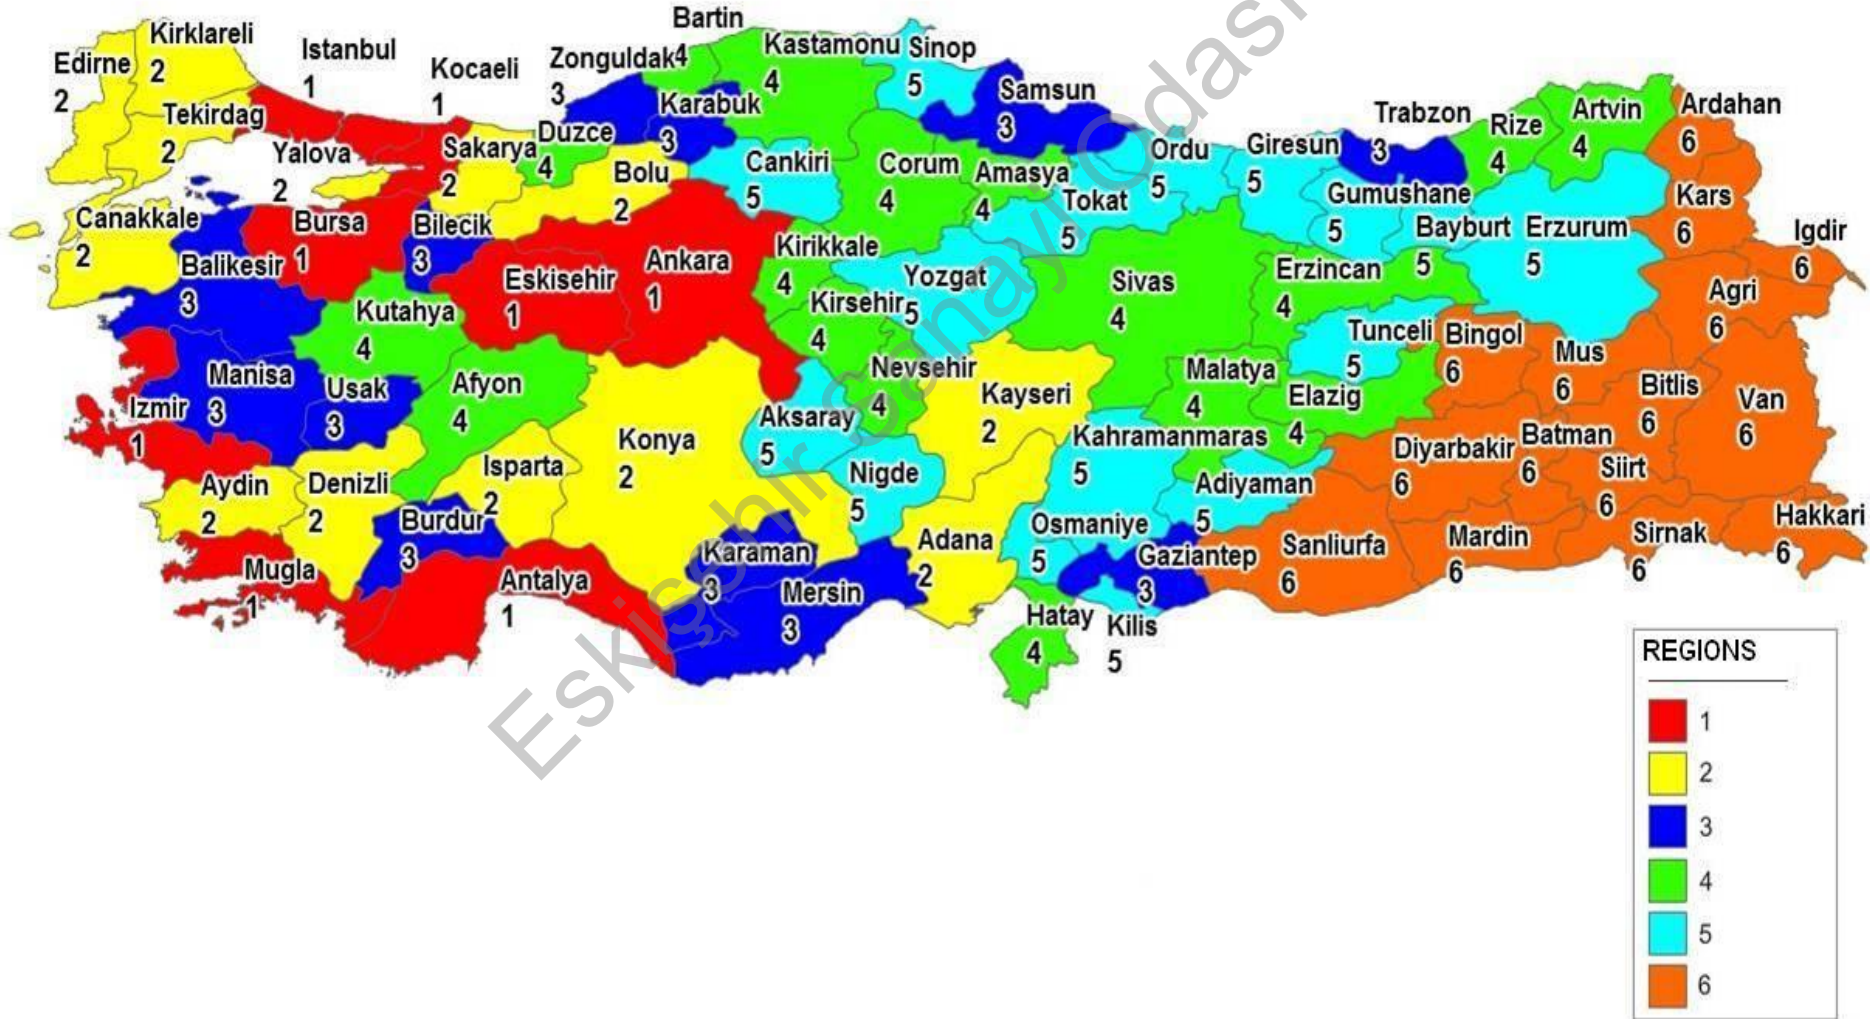 Bartin
4
Kirklareli
2
Istanbul
1
Edirne
2
Kocaeli
1
Zonguldak
3
Kastamonu
4
Sinop
5
Karabuk
3
Samsun
3
Trabzon
3
Rize
4
Artvin
4
Ardahan
6
Tekirdag
2
Yalova
2
Sakarya
2
Duzce
4
Bolu
2
Cankiri
5
Corum
4
Amasya
4
Tokat
5
Ordu
5
Giresun
5
Gumushane
5
Bayburt
5
Erzurum
5
Kars
6
Igdir
6
Canakkale
2
Balikesir
3
Bursa
1
Bilecik
3
Eskisehir
1
Ankara
1
Kirikkale
4
Kirsehir
4
Yozgat
5
Sivas
4
Erzincan
4
Tunceli
5
Bingol
6
Mus
6
Agri
6
Kutahya
4
Manisa
3
Usak
3
Afyon
4
Izmir
1
Konya
2
Aksaray
5
Nevsehir
4
Kayseri
2
Malatya
4
Elazig
4
Bitlis
6
Van
6
Kahramanmaras
5
Diyarbakir
6
Batman
6
Siirt
6
Aydin
2
Denizli
2
Isparta
2
Burdur
3
Nigde
5
Adiyaman
5
Osmaniye
5
Gaziantep
3
Sanliurfa
6
Mardin
6
Sirnak
6
Hakkari
6
Mugla
1
Antalya
1
Karaman
3
Mersin
3
Adana
2
Hatay
4
Kilis
5
Eskişehir Sanayi Odası
REGIONS
1
2
3
4
5
6